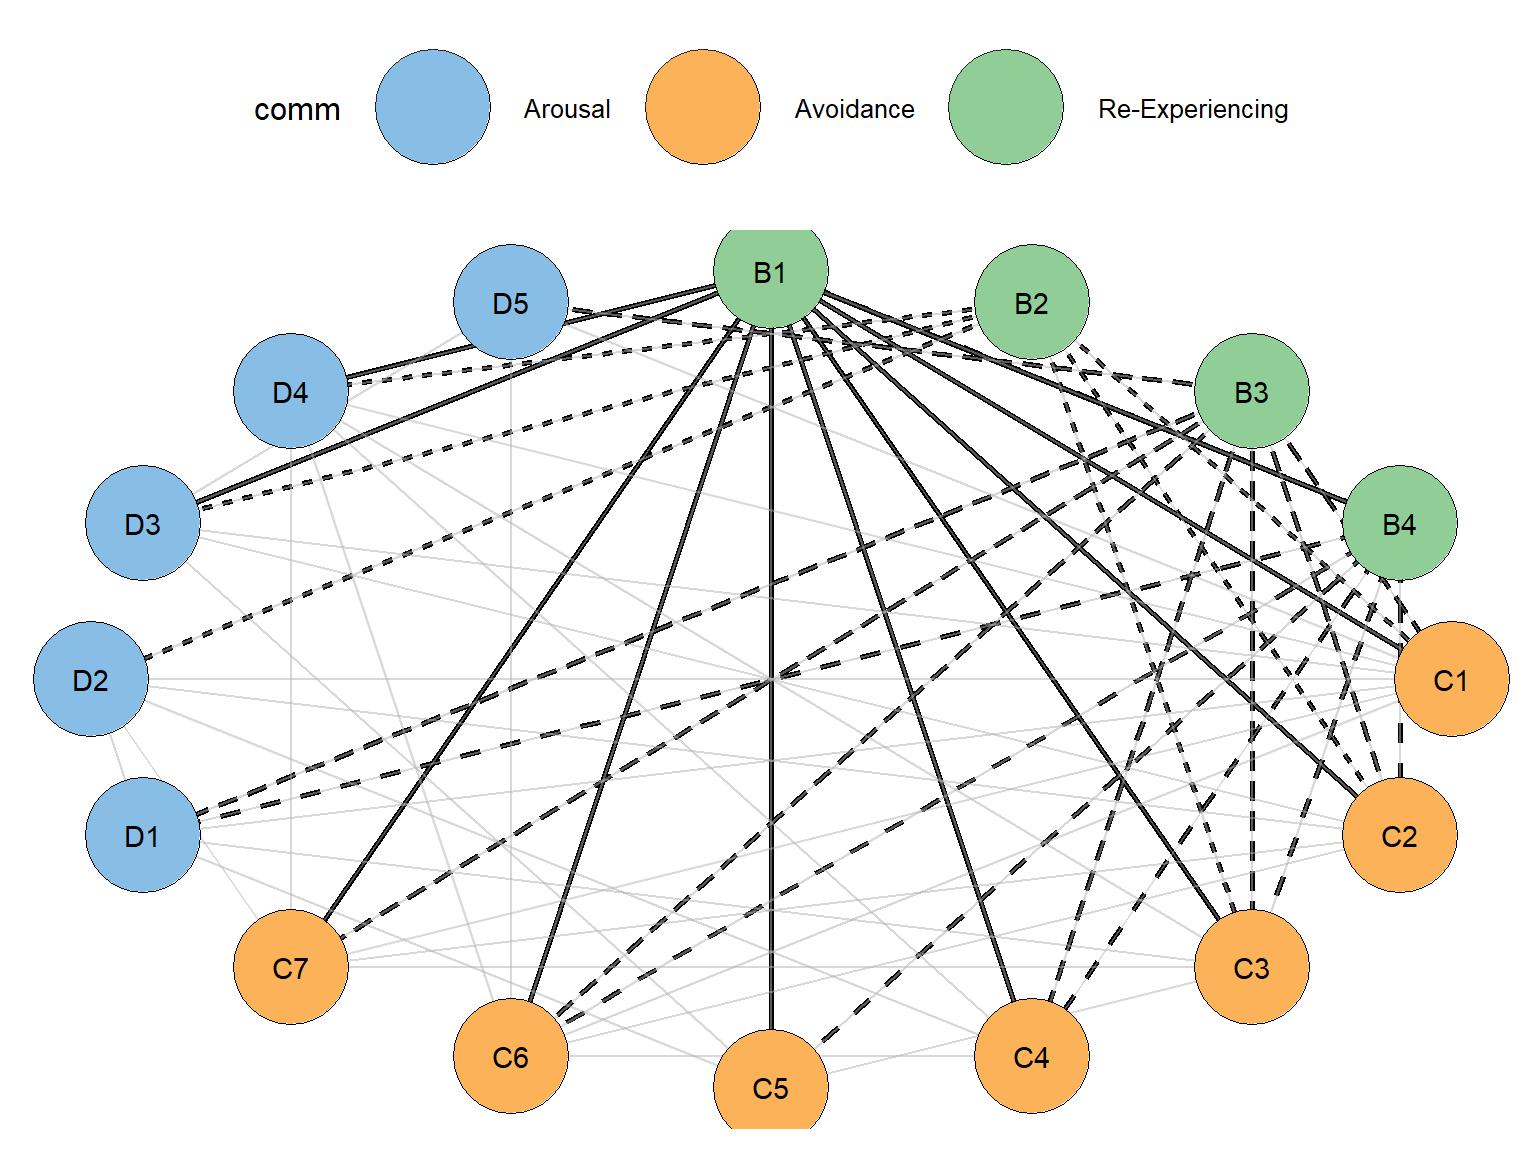 comm Arousal Avoidance Re-Experiencing
B1
D5 B2
D4 B3
D3 B4
D2 C1
D1 C2
C7 C3
C6 C4
C5